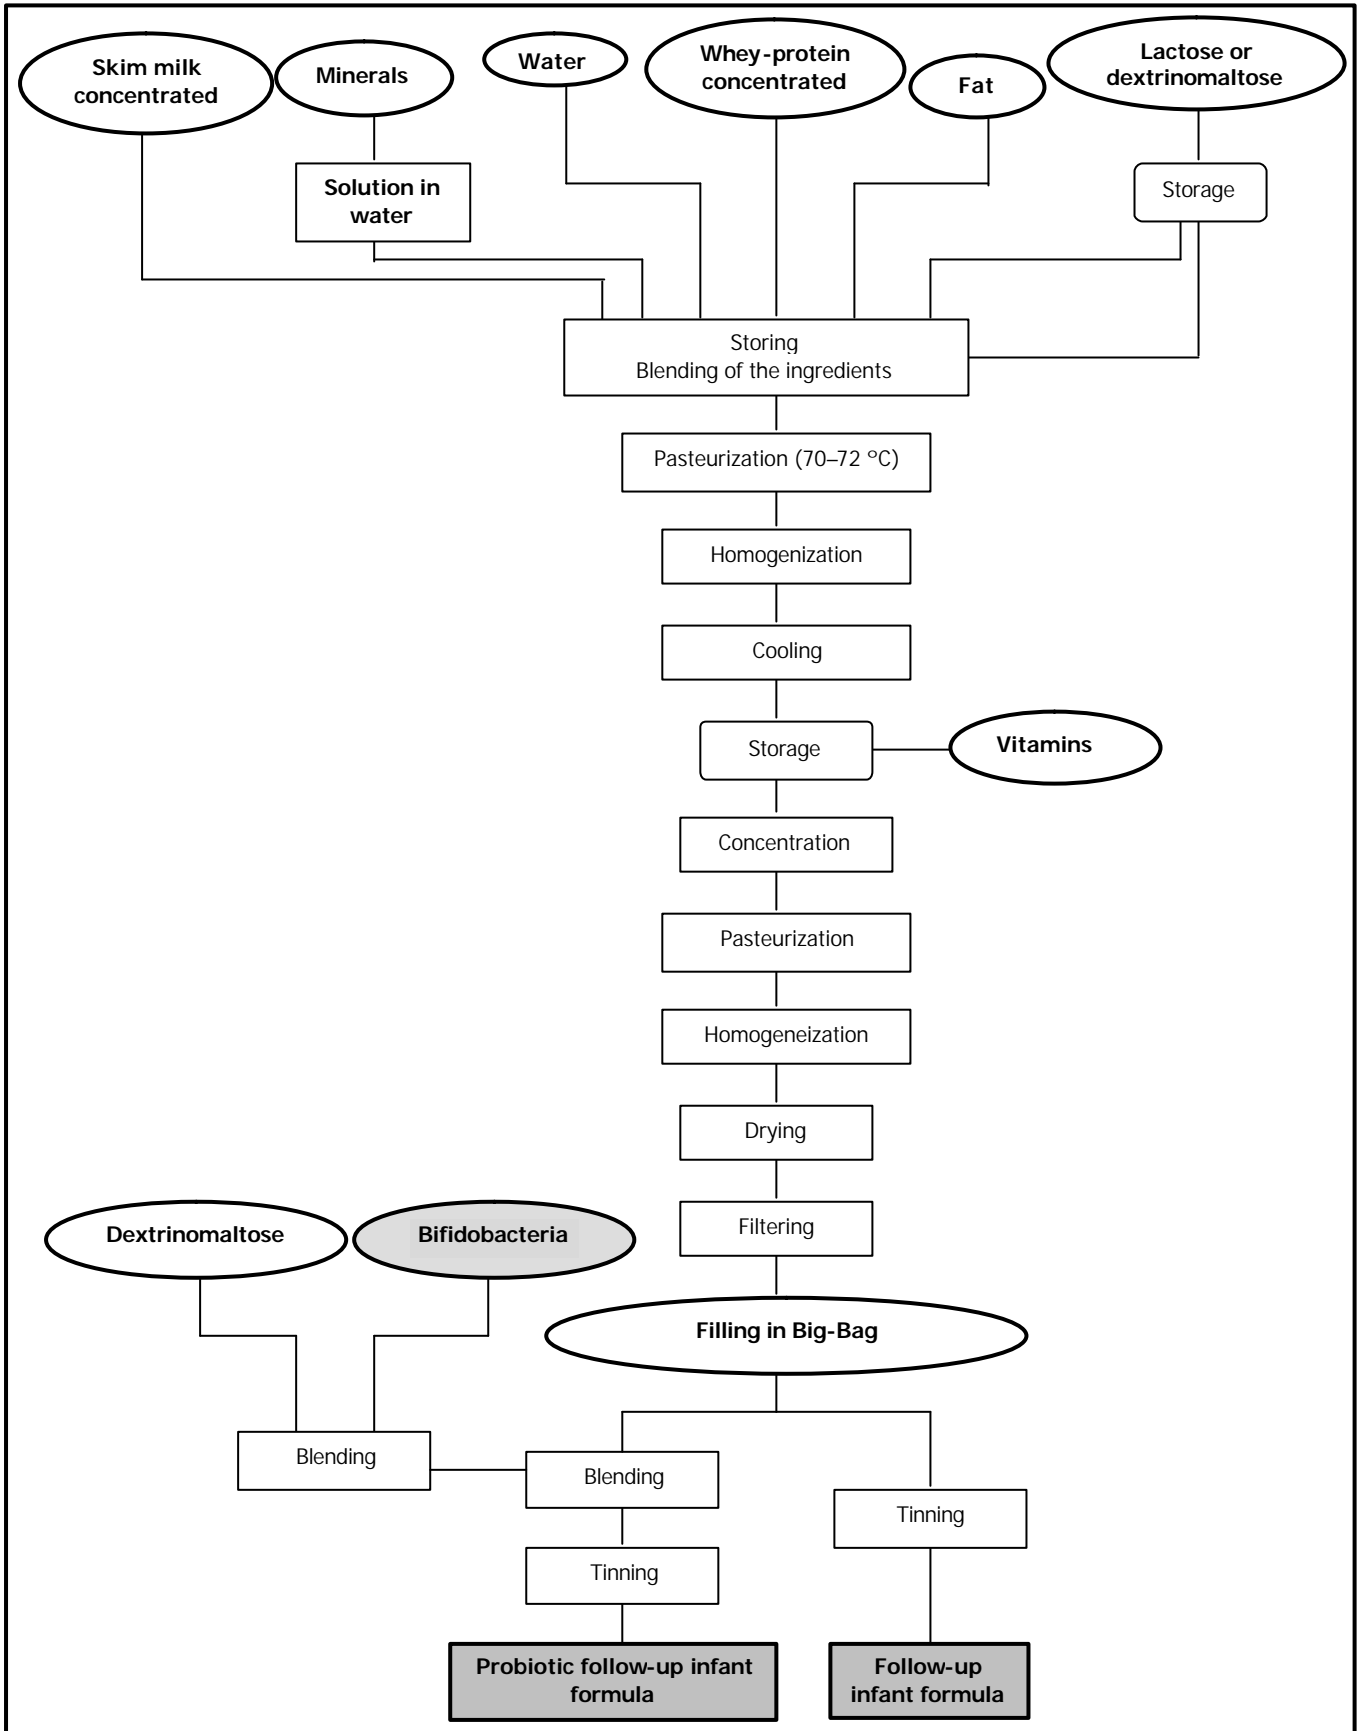 Skim milk
concentrated
Minerals
Water
Whey-protein
concentrated
Fat
Lactose or
dextrinomaltose
Solution in
water
Storage
Storing
Blending of the ingredients
Pasteurization (70–72 °C)
Homogenization
Cooling
Storage
Vitamins
Concentration
Pasteurization
Homogeneization
Drying
Filtering
Dextrinomaltose
Bifidobacteria
Filling in Big-Bag
Blending
Blending
Tinning
Tinning
Probiotic follow-up infant
formula
Follow-up
infant formula